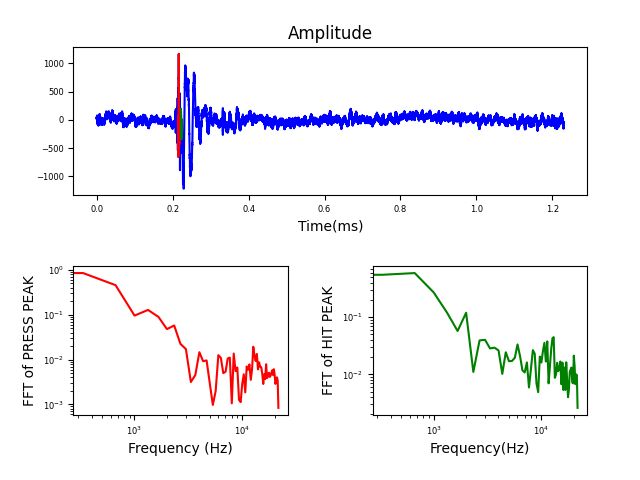 Amplitude
1000
500
0
−500
−1000
0.0 0.2 0.4 0.6 0.8 1.0 1.2
Time(ms)
FFT of PRESS PEAK
10⁰
10⁻¹
10⁻²
10⁻³
10³ 10⁴
Frequency (Hz)
FFT of HIT PEAK
10⁻¹
10⁻²
10³ 10⁴
Frequency(Hz)